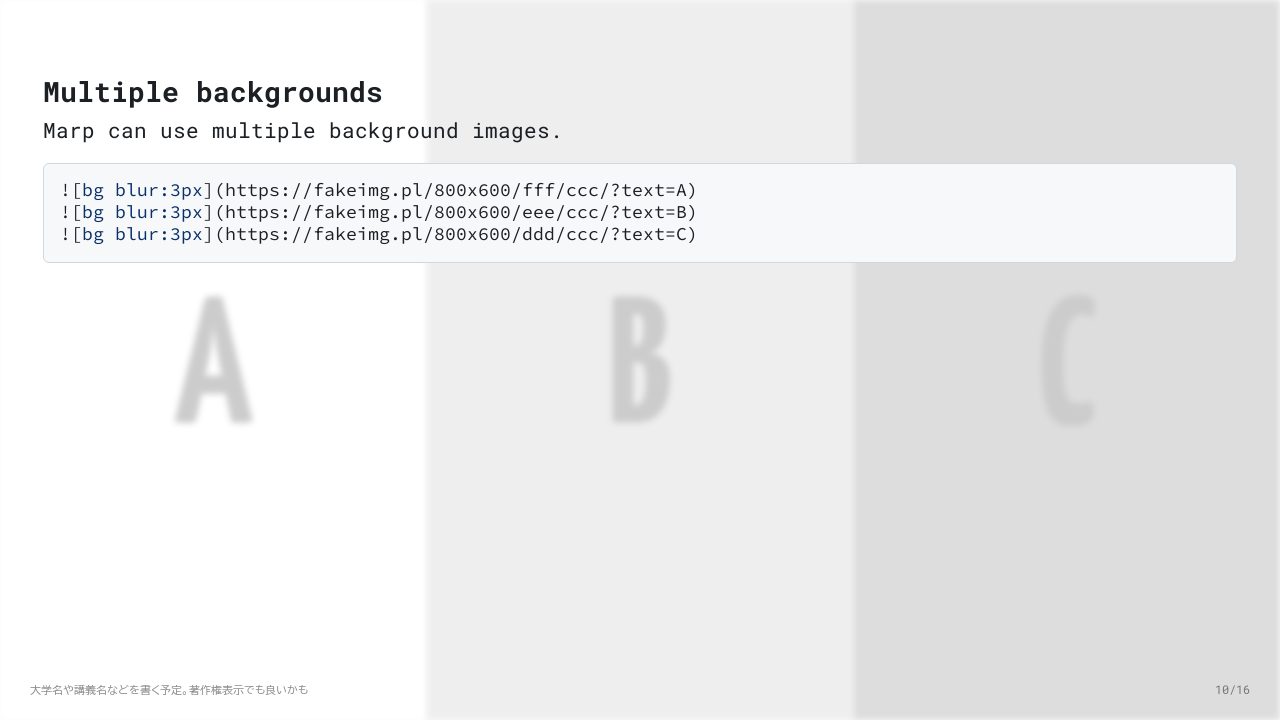 Multiple backgrounds
Marp can use multiple background images.
![bg blur:3px](https://fakeimg.pl/800x600/fff/ccc/?text=A)
![bg blur:3px](https://fakeimg.pl/800x600/eee/ccc/?text=B)
![bg blur:3px](https://fakeimg.pl/800x600/ddd/ccc/?text=C)
A B C
大学名や講義名などを書く予定。著作権表示でも良いかも
10/16